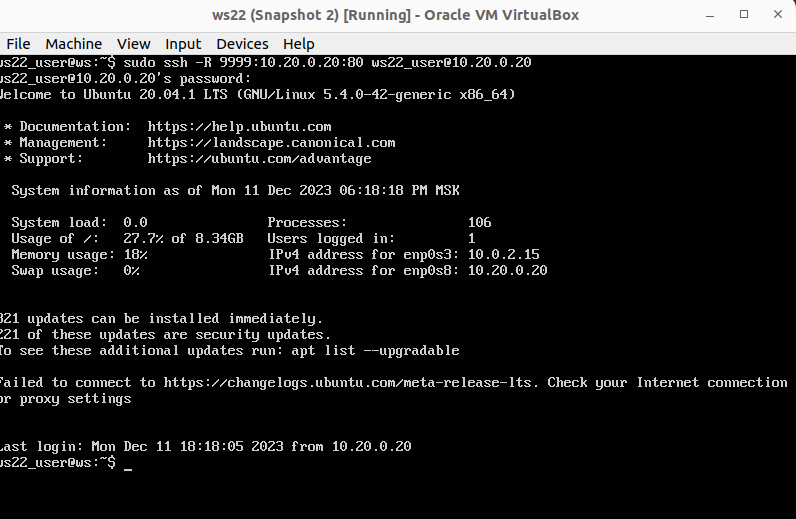 ws22 (Snapshot 2) [Running] - Oracle VM VirtualBox
File Machine View Input Devices Help
ws22_user@ws:~$ sudo ssh -R 9999:10.20.0.20:80 ws22_user@10.20.0.20
ws22_user@10.20.0.20's password:
Welcome to Ubuntu 20.04.1 LTS (GNU/Linux 5.4.0-42-generic x86_64)
* Documentation: https://help.ubuntu.com
* Management: https://landscape.canonical.com
* Support: https://ubuntu.com/advantage
System information as of Mon 11 Dec 2023 06:18:18 PM MSK
System load: 0.0 Processes: 106
Usage of /: 27.7% of 8.34GB Users logged in: 1
Memory usage: 18% IPv4 address for enp0s3: 10.0.2.15
Swap usage: 0% IPv4 address for enp0s8: 10.20.0.20
321 updates can be installed immediately.
221 of these updates are security updates.
To see these additional updates run: apt list --upgradable
Failed to connect to https://changelogs.ubuntu.com/meta-release-lts. Check your Internet connection
or proxy settings
Last login: Mon Dec 11 18:18:05 2023 from 10.20.0.20
ws22_user@ws:~$ _